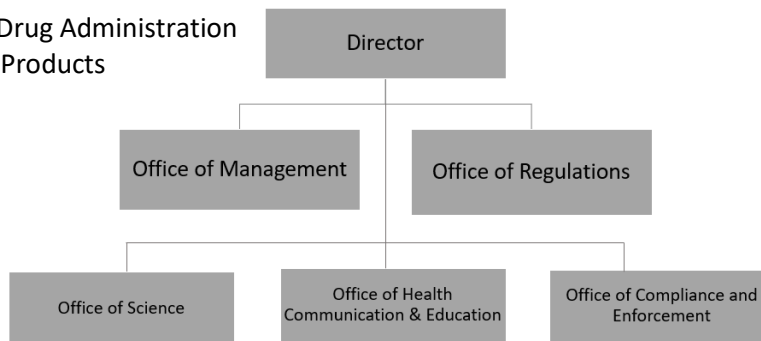 Drug Administration
Products
Director
Office of Management
Office of Regulations
Office of Science
Office of Health
Communication & Education
Office of Compliance and
Enforcement